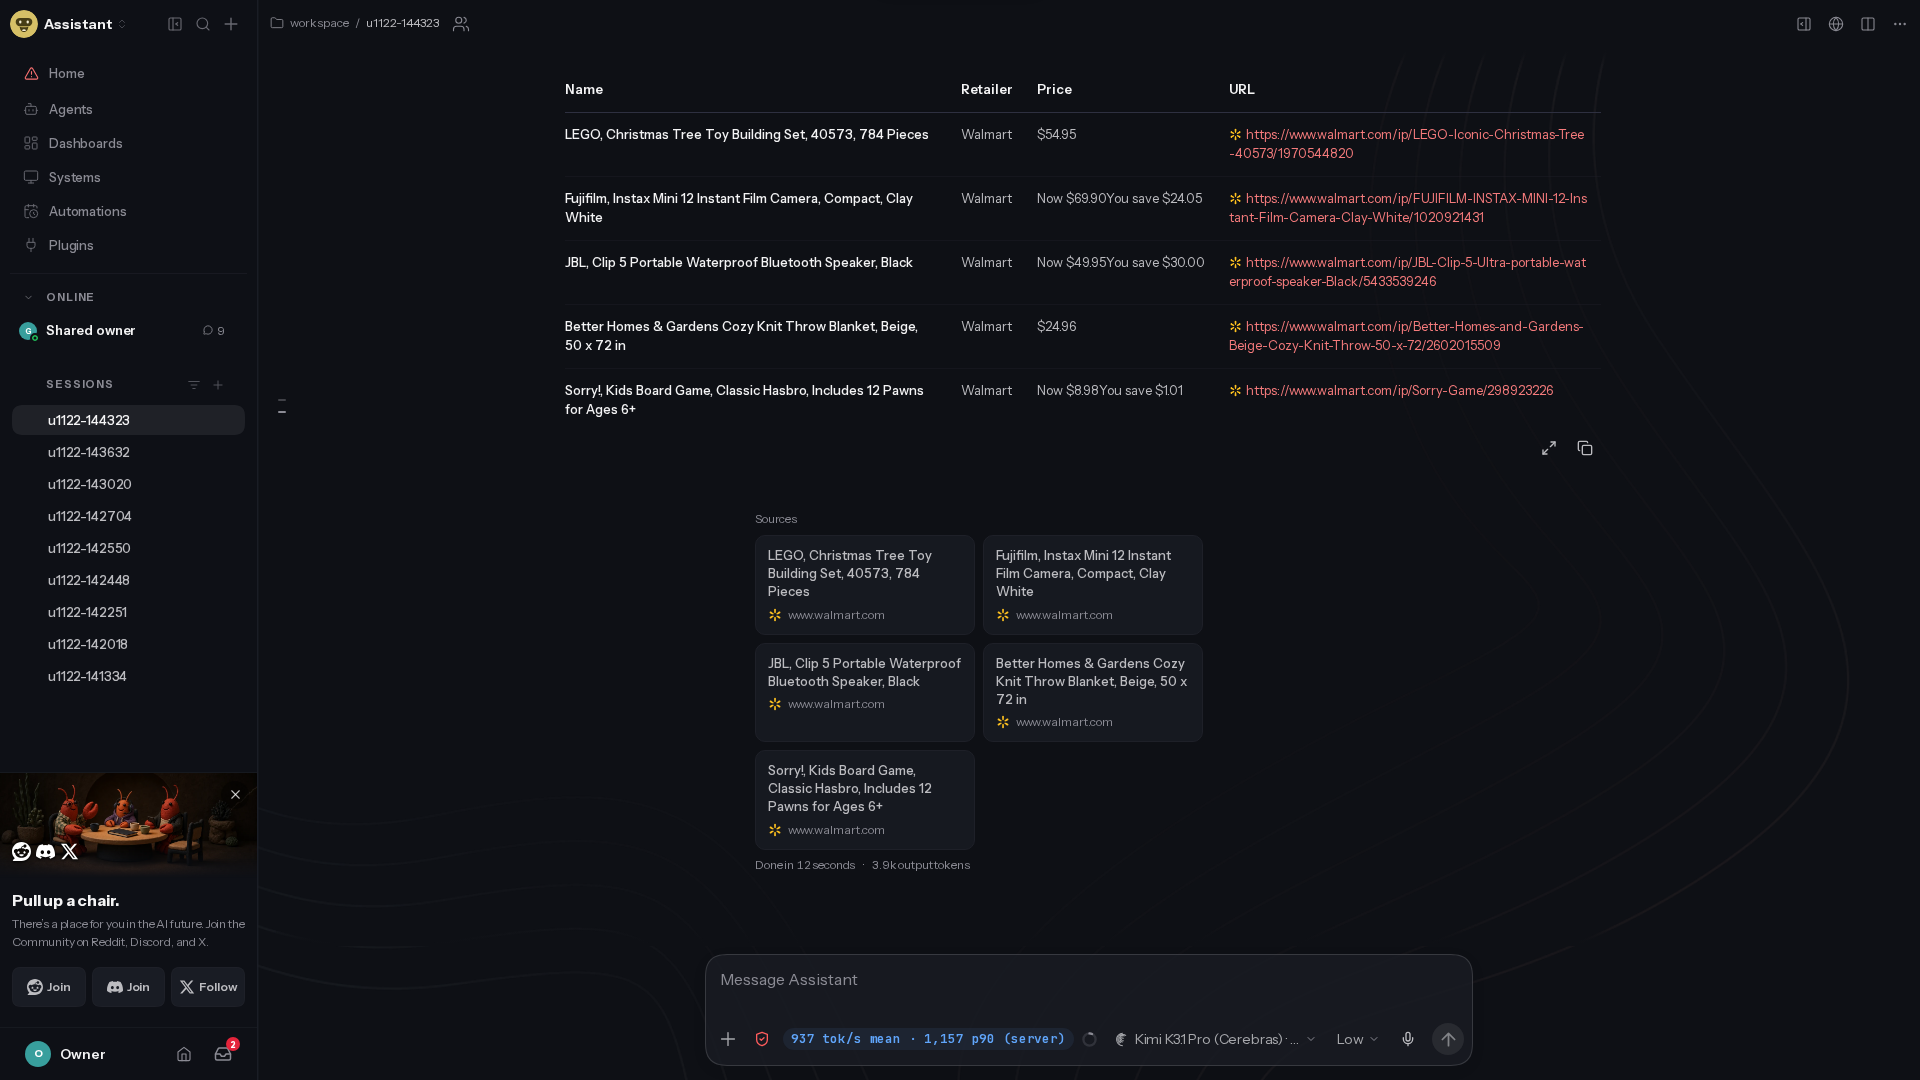 Assistant
Home
Agents
Dashboards
Systems
Automations
Plugins
ONLINE
G
Shared owner
9
SESSIONS
u1122-144323
u1122-143632
u1122-143020
u1122-142704
u1122-142550
u1122-142448
u1122-142251
u1122-142018
u1122-141334
Pull up a chair.
There's a place for you in the AI future. Join the
Community on Reddit, Discord, and X.
Join
Join
Follow
O
Owner
2
workspace / u1122-144323
Name Retailer Price URL
LEGO, Christmas Tree Toy Building Set, 40573, 784 Pieces Walmart $54.95 https://www.walmart.com/ip/LEGO-Iconic-Christmas-Tree
-40573/1970544820
Fujifilm, Instax Mini 12 Instant Film Camera, Compact, Clay Walmart Now $69.90You save $24.05 https://www.walmart.com/ip/FUJIFILM-INSTAX-MINI-12-Ins
White tant-Film-Camera-Clay-White/1020921431
JBL, Clip 5 Portable Waterproof Bluetooth Speaker, Black Walmart Now $49.95You save $30.00 https://www.walmart.com/ip/JBL-Clip-5-Ultra-portable-wat
erproof-speaker-Black/5433539246
Better Homes & Gardens Cozy Knit Throw Blanket, Beige, Walmart $24.96 https://www.walmart.com/ip/Better-Homes-and-Gardens-
50 x 72 in Beige-Cozy-Knit-Throw-50-x-72/2602015509
Sorry!, Kids Board Game, Classic Hasbro, Includes 12 Pawns Walmart Now $8.98You save $1.01 https://www.walmart.com/ip/Sorry-Game/298923226
for Ages 6+
Sources
LEGO, Christmas Tree Toy
Building Set, 40573, 784
Pieces
www.walmart.com
Fujifilm, Instax Mini 12 Instant
Film Camera, Compact, Clay
White
www.walmart.com
JBL, Clip 5 Portable Waterproof
Bluetooth Speaker, Black
www.walmart.com
Better Homes & Gardens Cozy
Knit Throw Blanket, Beige, 50 x
72 in
www.walmart.com
Sorry!, Kids Board Game,
Classic Hasbro, Includes 12
Pawns for Ages 6+
www.walmart.com
Done in 12 seconds · 3.9k output tokens
Message Assistant
937 tok/s mean · 1,157 p90 (server)
Kimi K3.1 Pro (Cerebras) · ...
Low